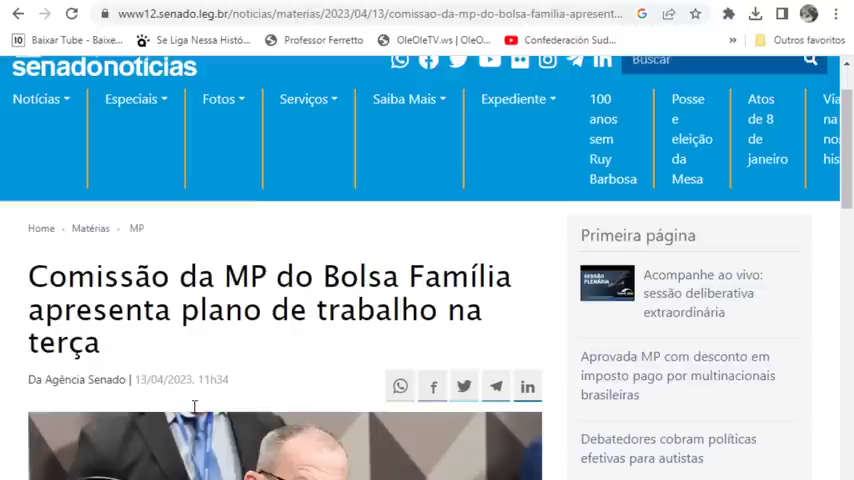 www12.senado.leg.br/noticias/materias/2023/04/13/comissao-da-mp-do-bolsa-familia-apresent...
Baixar Tube - Baixe...
Se Liga Nessa Histó...
Professor Ferretto
OleOleTV.ws | OleO...
Confederación Sud...
»
Outros favoritos
senadonotícias
Buscar
Notícias
Especiais
Fotos
Serviços
Saiba Mais
Expediente
100
anos
sem
Ruy
Barbosa
Posse
e
eleição
da
Mesa
Atos
de 8
de
janeiro
Home › Matérias › MP
Comissão da MP do Bolsa Família
apresenta plano de trabalho na
terça
Da Agência Senado | 13/04/2023, 11h34
Primeira página
SESSÃO
PLENÁRIA
Acompanhe ao vivo:
sessão deliberativa
extraordinária
Aprovada MP com desconto em
imposto pago por multinacionais
brasileiras
Debatedores cobram políticas
efetivas para autistas